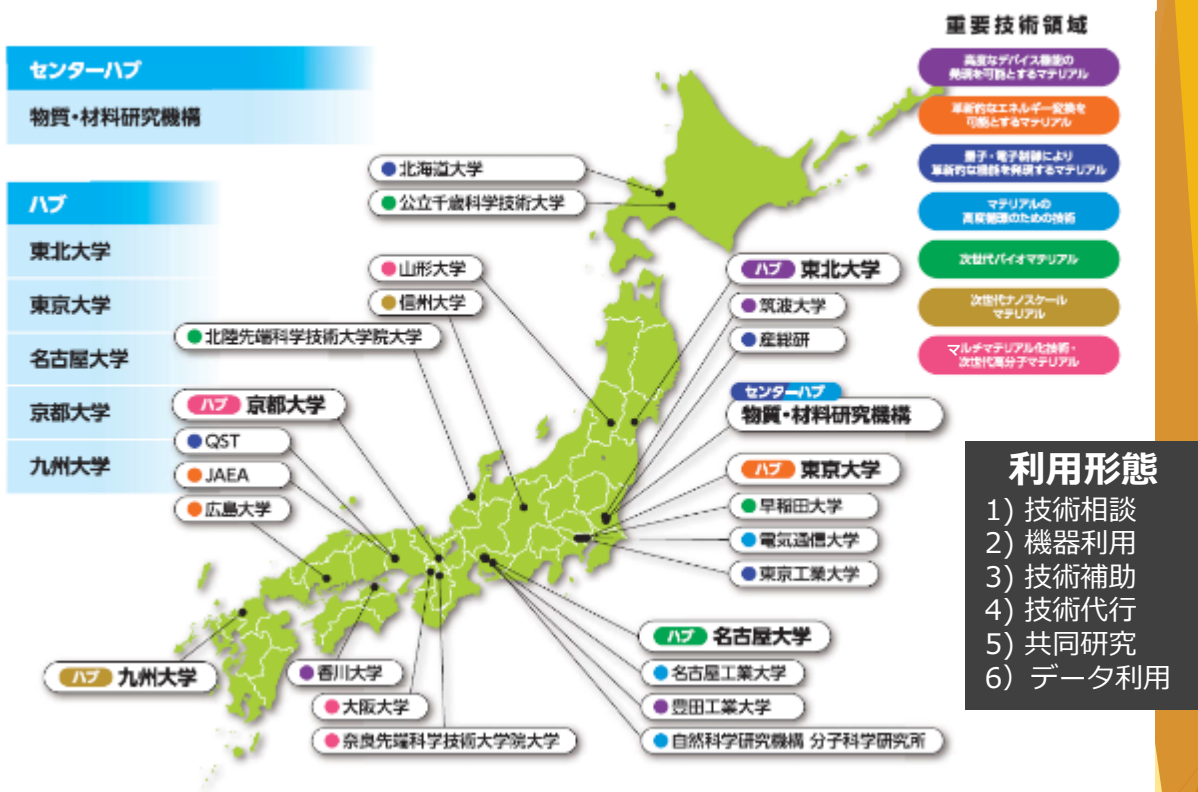 重要技術領域
高度なデバイス機能の
発現を可能とするマテリアル
革新的なエネルギー変換を
可能とするマテリアル
量子・電子制御により
革新的な機能を発現するマテリアル
マテリアルの
高度循環のための技術
次世代バイオマテリアル
次世代ナノスケール
マテリアル
マルチマテリアル化技術・
次世代高分子マテリアル
センターハブ
物質・材料研究機構
ハブ
東北大学
東京大学
名古屋大学
京都大学
九州大学
北海道大学
公立千歳科学技術大学
山形大学
信州大学
北陸先端科学技術大学院大学
ハブ 京都大学
QST
JAEA
広島大学
ハブ 東北大学
筑波大学
産総研
センターハブ
物質・材料研究機構
ハブ 東京大学
早稲田大学
電気通信大学
東京工業大学
ハブ 名古屋大学
名古屋工業大学
豊田工業大学
自然科学研究機構 分子科学研究所
ハブ 九州大学
香川大学
大阪大学
奈良先端科学技術大学院大学
利用形態
1) 技術相談
2) 機器利用
3) 技術補助
4) 技術代行
5) 共同研究
6) データ利用